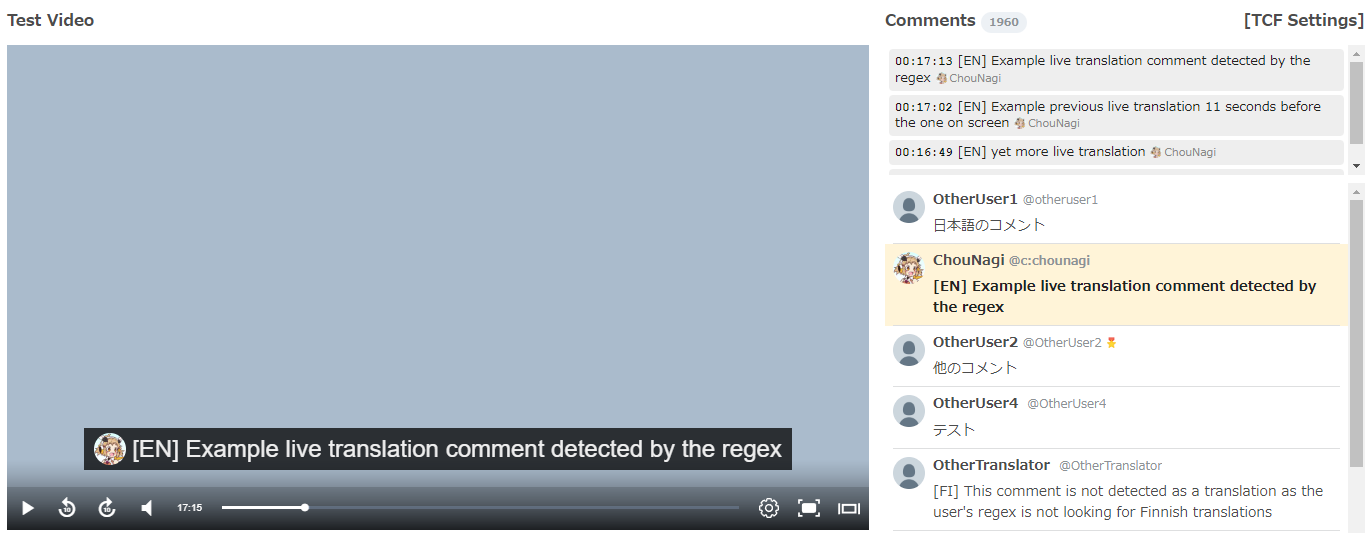 Test Video
Comments 1960
[TCF Settings]
00:17:13 [EN] Example live translation comment detected by the
regex ChouNagi
00:17:02 [EN] Example previous live translation 11 seconds before
the one on screen ChouNagi
00:16:49 [EN] yet more live translation ChouNagi
OtherUser1 @otheruser1
日本語のコメント
ChouNagi @c:chounagi
[EN] Example live translation comment detected by
the regex
OtherUser2 @OtherUser2
他のコメント
OtherUser4 @OtherUser4
テスト
OtherTranslator @OtherTranslator
[FI] This comment is not detected as a translation as the
user's regex is not looking for Finnish translations
[EN] Example live translation comment detected by the regex
10
10
17:15